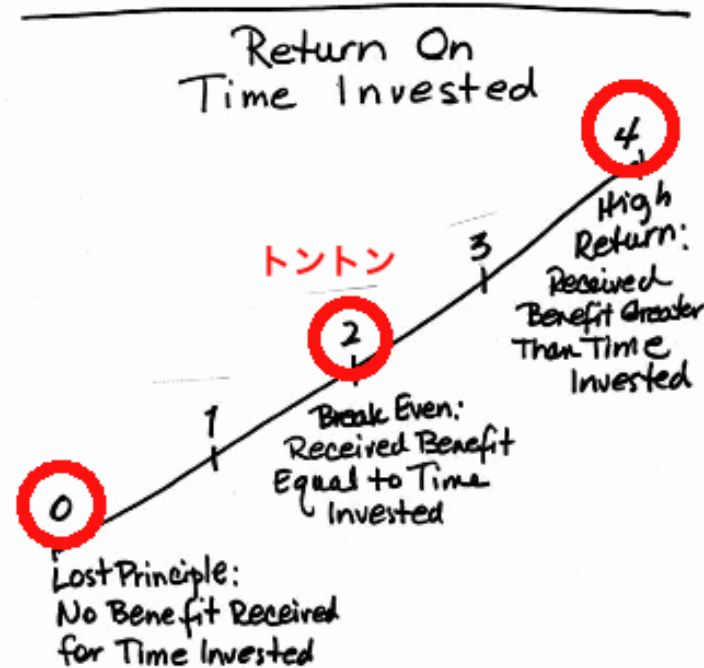 Return On
Time Invested
4
High
Return:
Received
Benefit Greater
Than Time
Invested
3
トントン
2
Break Even:
Received Benefit
Equal to Time
Invested
1
0
Lost Principle:
No Benefit Received
for Time Invested